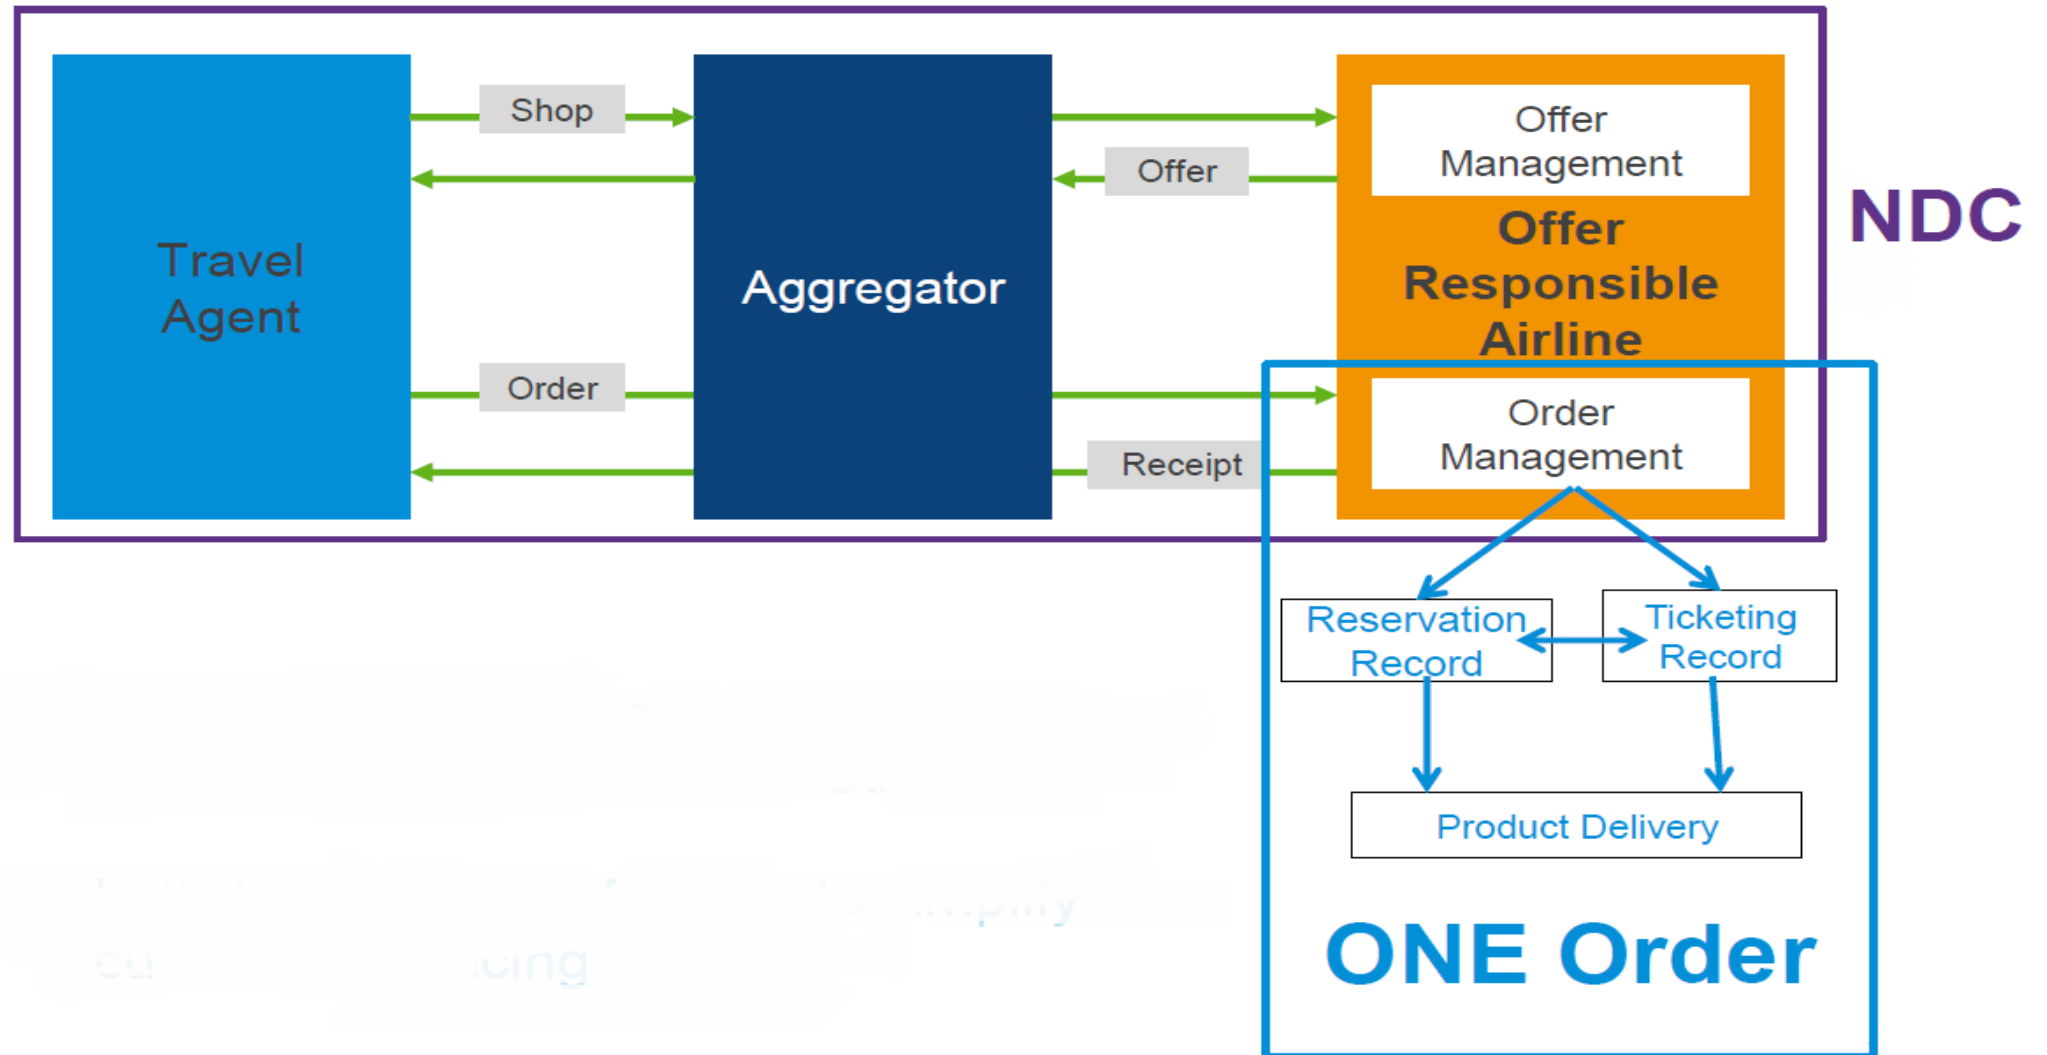 Shop
Offer
Management
Offer
NDC
Offer
Responsible
Airline
Travel
Agent
Aggregator
Order
Order
Management
Receipt
Reservation
Record
Ticketing
Record
Product Delivery
ONE Order